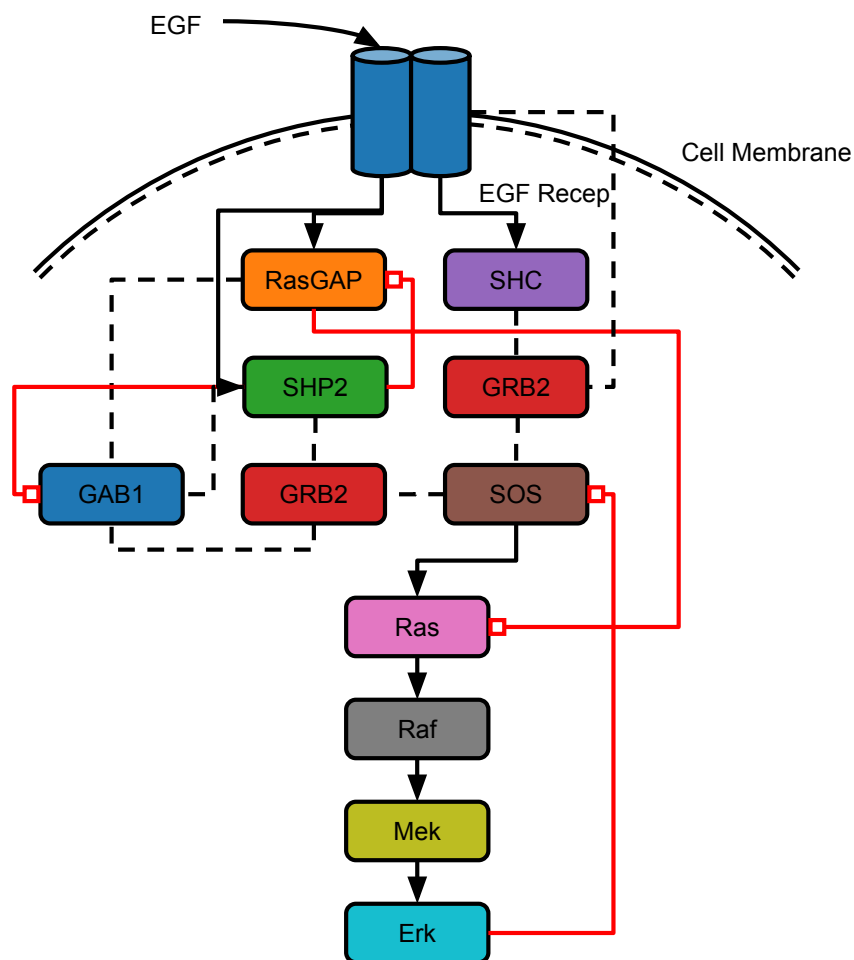 EGF
Cell Membrane
EGF Recep
RasGAP
SHC
SHP2
GRB2
GAB1
GRB2
SOS
Ras
Raf
Mek
Erk